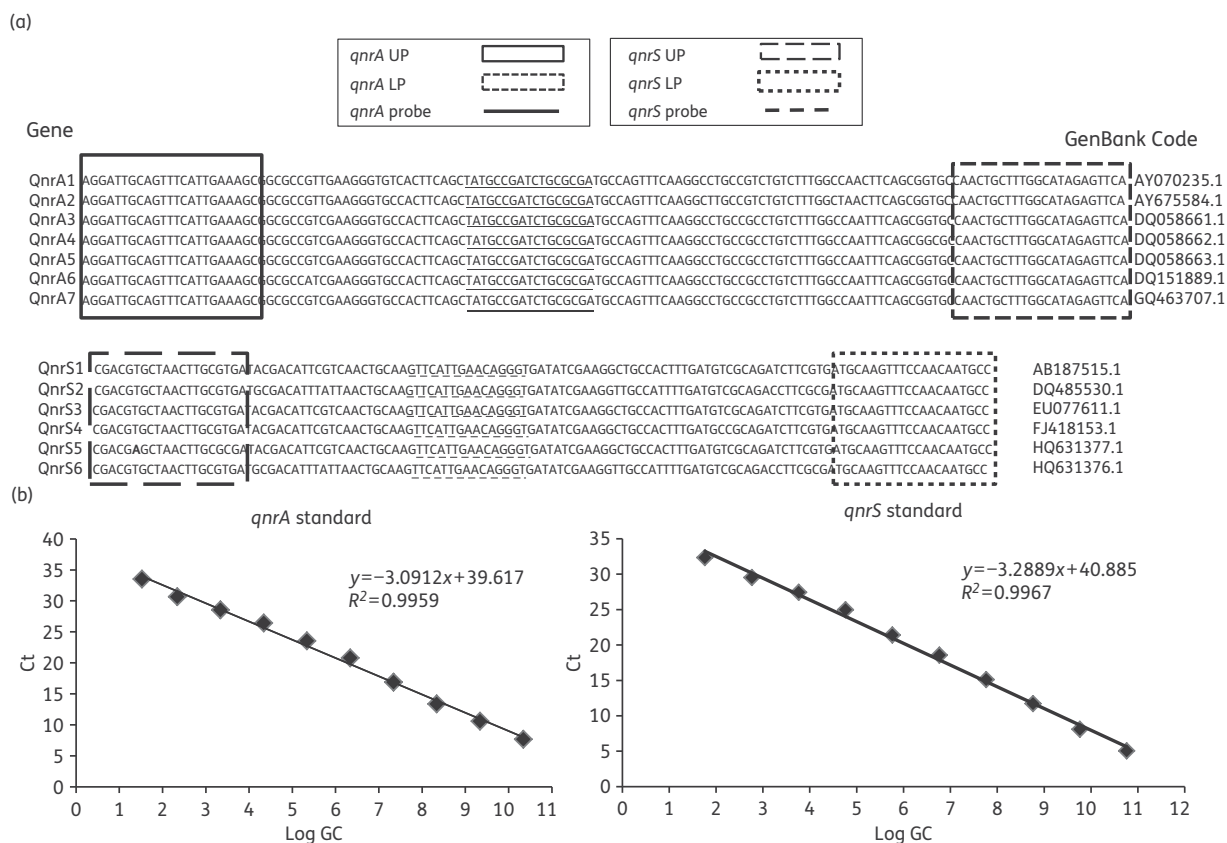 (a)
qnrA UP
qnrA LP
qnrA probe
qnrS UP
qnrS LP
qnrS probe
Gene
GenBank Code
QnrA1 AGGATTGCAGTTTCATTGAAAGCGGCGCCGTTGAAGGGTGTCACTTCAGCTATGCCGATCTGCGCGATGCCAGTTTCAAGGCCTGCCGTCTGTCTTTGGCCAACTTCAGCGGTGCCAACTGCTTTGGCATAGAGTTCA AY070235.1
QnrA2 AGGATTGCAGTTTCATTGAAAGCGGCGCCGTTGAAGGGTGCCACTTCAGCTATGCCGATCTGCGCGATGCCAGTTTCAAGGCTTGCCGTCTGTCTTTGGCTAACTTCAGCGGTGCCAACTGCTTTGGCATAGAGTTCA AY675584.1
QnrA3 AGGATTGCAGTTTCATTGAAAGCGGCGCCGTCGAAGGGTGCCACTTCAGCTATGCCGATCTGCGCGATGCCAGTTTCAAGGCCTGCCGCCTGTCTTTGGCCAATTTCAGCGGTGCCAACTGCTTTGGCATAGAGTTCA DQ058661.1
QnrA4 AGGATTGCAGTTTCATTGAAAGCGGCGCCGTCGAAGGGTGCCACTTCAGCTATGCCGATCTGCGCGATGCCAGTTTCAAGGCCTGCCGCCTGTCTTTGGCCAATTTCAGCGGCGCCAACTGCTTTGGCATAGAGTTCA DQ058662.1
QnrA5 AGGATTGCAGTTTCATTGAAAGCGGCGCCGTCGAAGGGTGCCACTTCAGCTATGCCGATCTGCGCGATGCCAGTTTCAAGGCCTGCCGCCTGTCTTTGGCCAATTTCAGCGGTGCCAACTGCTTTGGCATAGAGTTCA DQ058663.1
QnrA6 AGGATTGCAGTTTCATTGAAAGCGGCGCCATCGAAGGGTGCCACTTCAGCTATGCCGATCTGCGCGATGCCAGTTTCAAGGCCTGCCGCCTGTCTTTGGCCAATTTCAGCGGTGCCAACTGCTTTGGCATAGAGTTCA DQ151889.1
QnrA7 AGGATTGCAGTTTCATTGAAAGCGGCGCCGTCGAAGGGTGCCACTTCAGCTATGCCGATCTGCGCGATGCCAGTTTCAAGGCCTGCCGCCTGTCTTTGGCCAATTTCAGCGGTGCCAACTGCTTTGGCATAGAGTTCA GQ463707.1
QnrS1 CGACGTGCTAACTTGCGTGATACGACATTCGTCAACTGCAAGTTCATTGAACAGGGTGATATCGAAGGCTGCCACTTTGATGTCGCAGATCTTCGTGATGCAAGTTTCCAACAATGCC AB187515.1
QnrS2 CGACGTGCTAACTTGCGTGATGCGACATTTATTAACTGCAAGTTCATTGAACAGGGTGATATCGAAGGTTGCCATTTTGATGTCGCAGACCTTCGCGATGCAAGTTTCCAACAATGCC DQ485530.1
QnrS3 CGACGTGCTAACTTGCGTGATACGACATTCGTCAACTGCAAGTTCATTGAACAGGGTGATATCGAAGGCTGCCACTTTGATGTCGCAGATCTTCGTGATGCAAGTTTCCAACAATGCC EU077611.1
QnrS4 CGACGTGCTAACTTGCGTGATACGACATTCGTCAACTGCAAGTTCATTGAACAGGGTGATATCGAAGGCTGCCACTTTGATGCCGCAGATCTTCGTGATGCAAGTTTCCAACAATGCC FJ418153.1
QnrS5 CGACGAGCTAACTTGCGCGATACGACATTCGTCAACTGCAAGTTCATTGAACAGGGTGATATCGAAGGCTGCCACTTTGATGTCGCAGATCTTCGTGATGCAAGTTTCCAACAATGCC HQ631377.1
QnrS6 CGACGTGCTAACTTGCGTGATGCGACATTTATTAACTGCAAGTTCATTGAACAGGGTGATATCGAAGGTTGCCATTTTGATGTCGCAGACCTTCGCGATGCAAGTTTCCAACAATGCC HQ631376.1
(b)
qnrA standard
40
35
30
25
20
15
10
5
0
Ct
y=−3.0912x+39.617
R²=0.9959
0 1 2 3 4 5 6 7 8 9 10 11
Log GC
qnrS standard
35
30
25
20
15
10
5
0
Ct
y=−3.2889x+40.885
R²=0.9967
0 1 2 3 4 5 6 7 8 9 10 11 12
Log GC